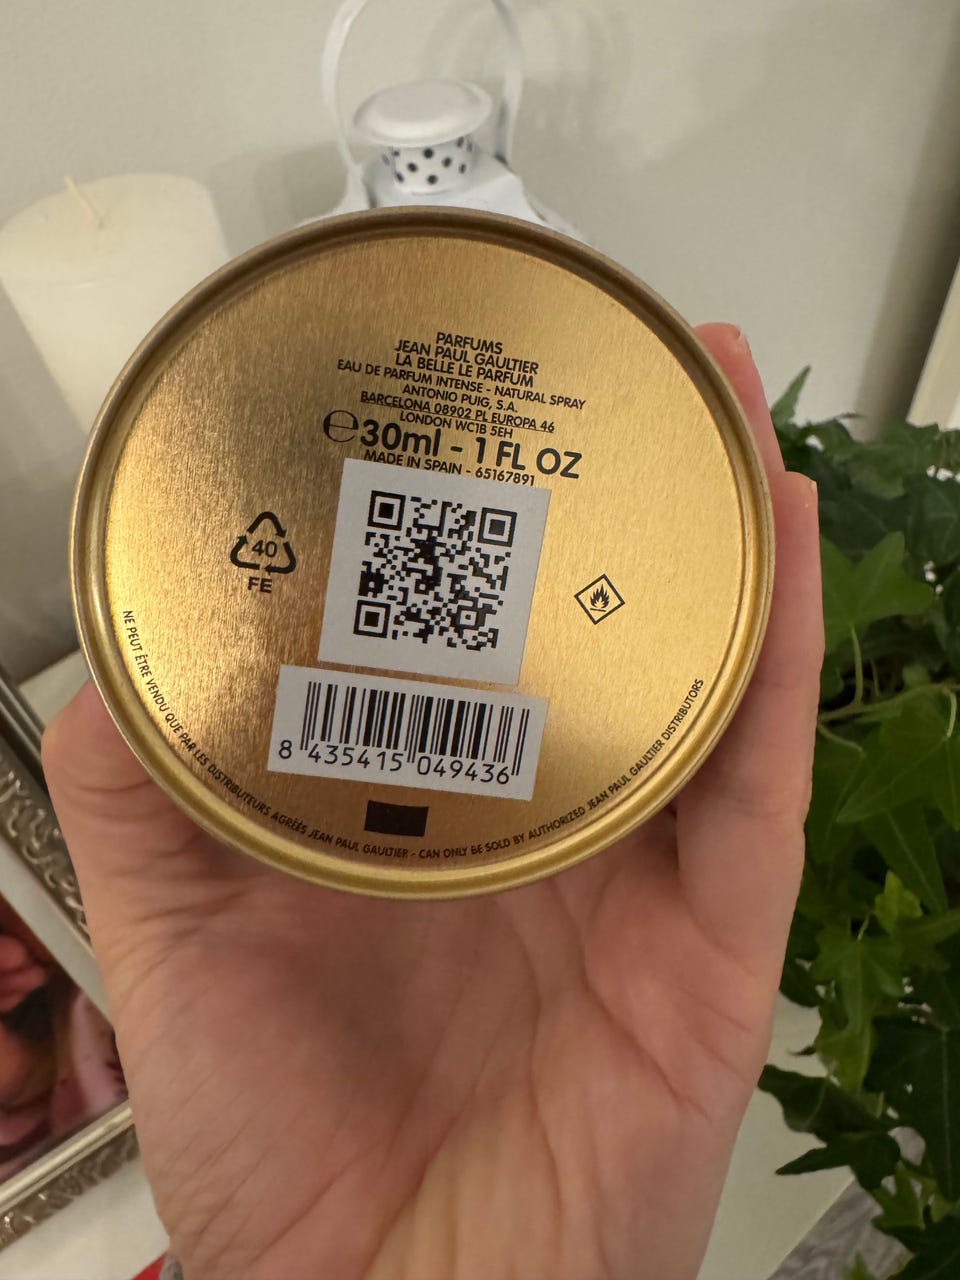 PARFUMS
JEAN PAUL GAULTIER
LA BELLE LE PARFUM
EAU DE PARFUM INTENSE - NATURAL SPRAY
ANTONIO PUIG, S.A.
BARCELONA 08902 PL EUROPA 46
LONDON WC1B 5EH
℮30ml - 1 FL OZ
MADE IN SPAIN - 65167891
40
FE
8 435415 049436
NE PEUT ÊTRE VENDU QUE PAR LES DISTRIBUTEURS AGRÉÉS JEAN PAUL GAULTIER - CAN ONLY BE SOLD BY AUTHORIZED JEAN PAUL GAULTIER DISTRIBUTORS